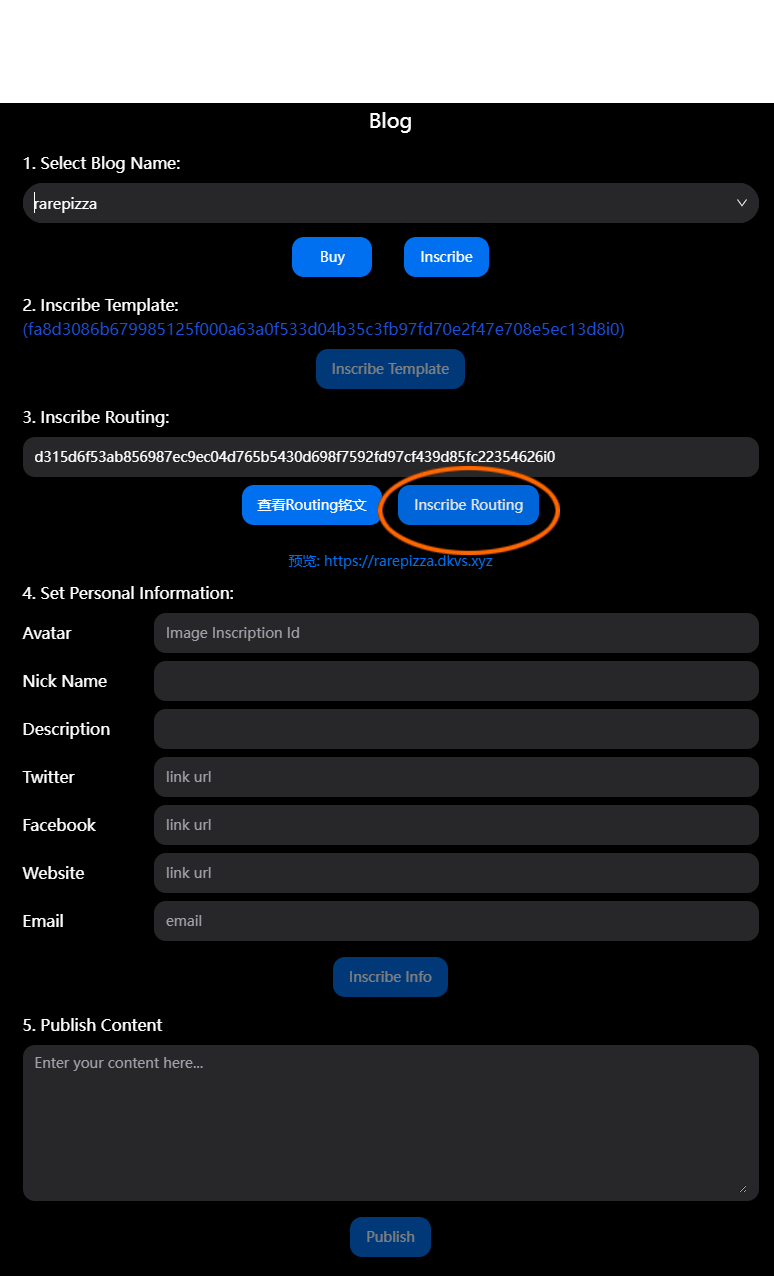 Blog
1. Select Blog Name:
rarepizza
Buy Inscribe
2. Inscribe Template:
(fa8d3086b679985125f000a63a0f533d04b35c3fb97fd70e2f47e708e5ec13d8i0)
Inscribe Template
3. Inscribe Routing:
d315d6f53ab856987ec9ec04d765b5430d698f7592fd97cf439d85fc22354626i0
查看Routing铭文 Inscribe Routing
预览: https://rarepizza.dkvs.xyz
4. Set Personal Information:
Avatar Image Inscription Id
Nick Name
Description
Twitter link url
Facebook link url
Website link url
Email email
Inscribe Info
5. Publish Content
Enter your content here...
Publish